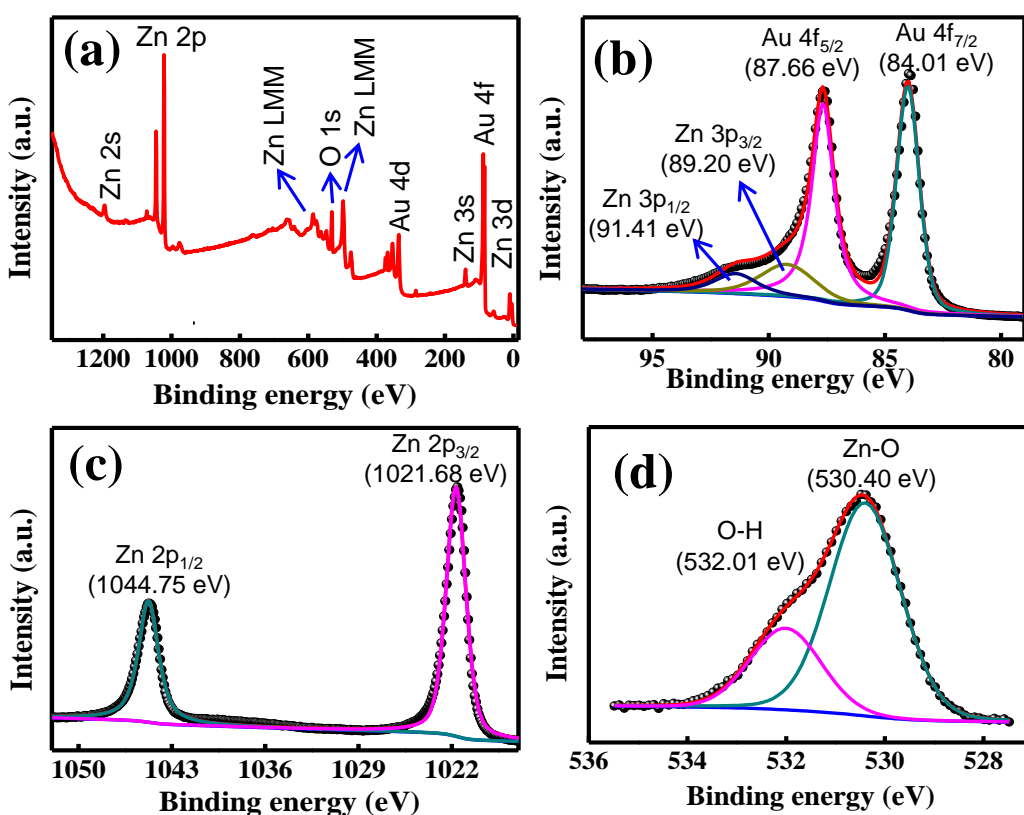 (a)
Zn 2p
Zn 2s
Zn LMM
O 1s
Zn LMM
Au 4d
Zn 3s
Au 4f
Zn 3d
Intensity (a.u.)
1200 1000 800 600 400 200 0
Binding energy (eV)
(b)
Au 4f5/2
(87.66 eV)
Au 4f7/2
(84.01 eV)
Zn 3p3/2
(89.20 eV)
Zn 3p1/2
(91.41 eV)
Intensity (a.u.)
95 90 85 80
Binding energy (eV)
(c)
Zn 2p3/2
(1021.68 eV)
Zn 2p1/2
(1044.75 eV)
Intensity (a.u.)
1050 1043 1036 1029 1022
Binding energy (eV)
(d)
Zn-O
(530.40 eV)
O-H
(532.01 eV)
Intensity (a.u.)
536 534 532 530 528
Binding energy (eV)